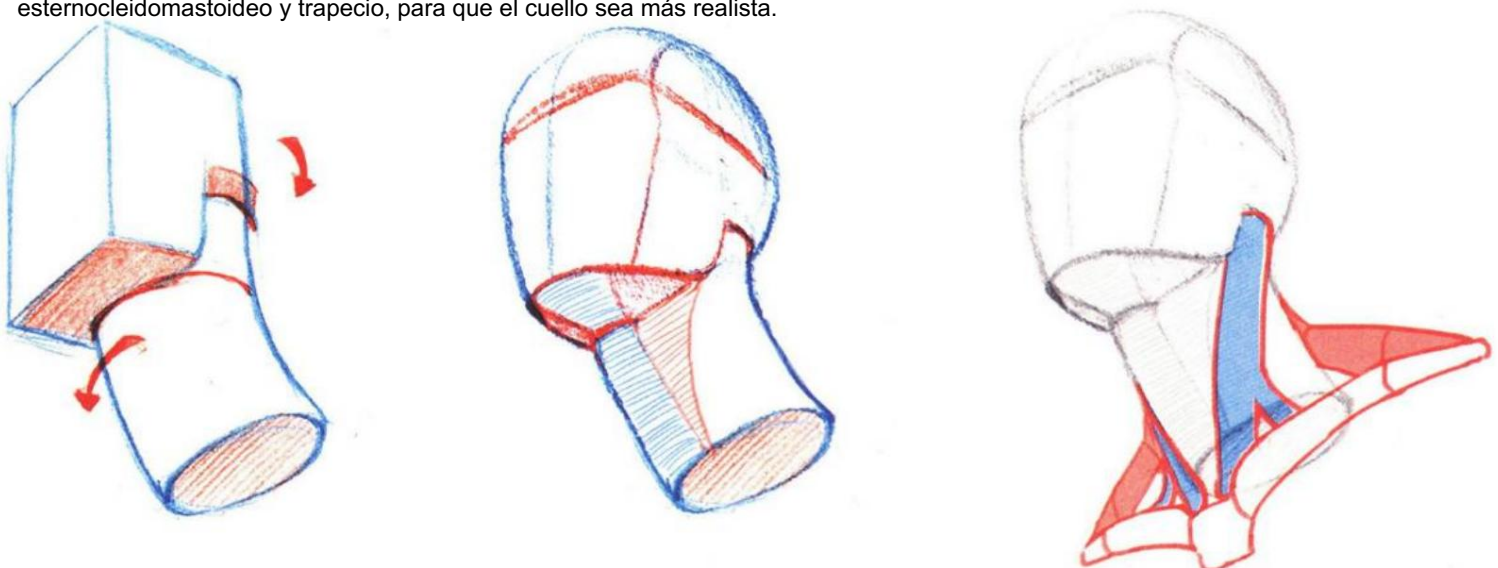 esternocleidomastoideo y trapecio, para que el cuello sea más realista.